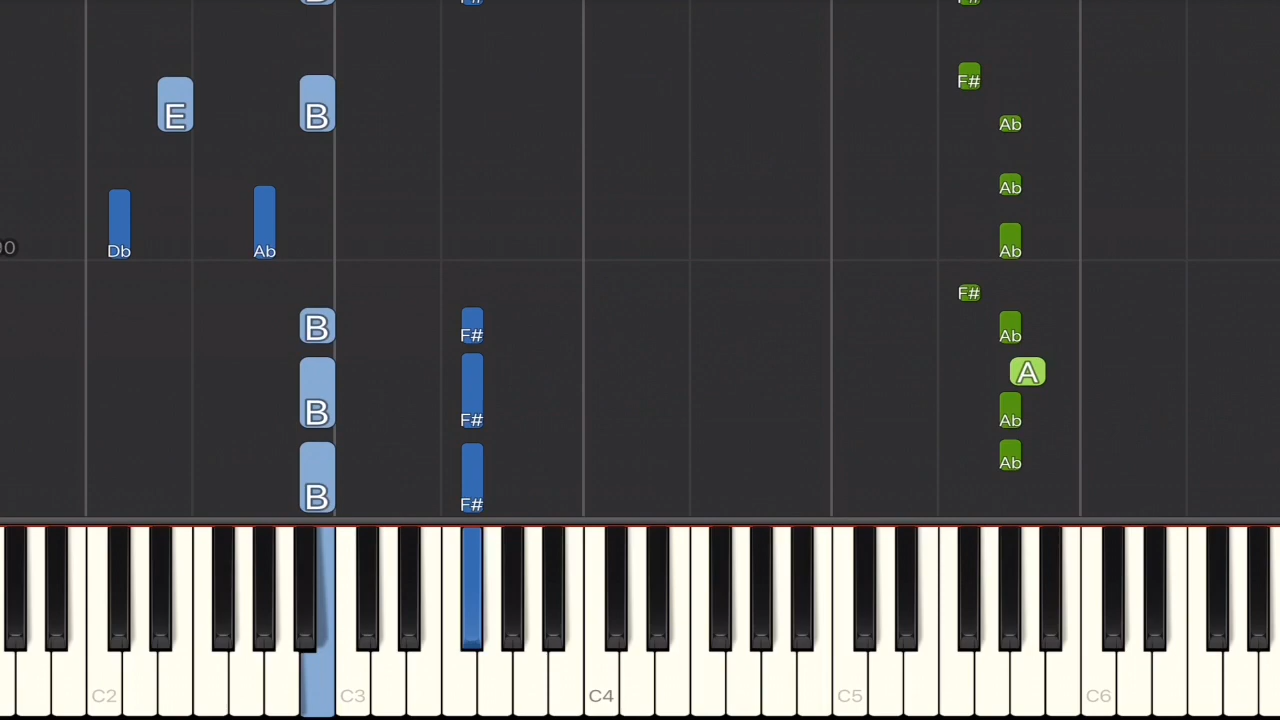 B F# F#
F#
E B
Ab
Ab
Db Ab Ab
F#
B F# Ab
A
B F# Ab
Ab
B F#
C2 C3 C4 C5 C6